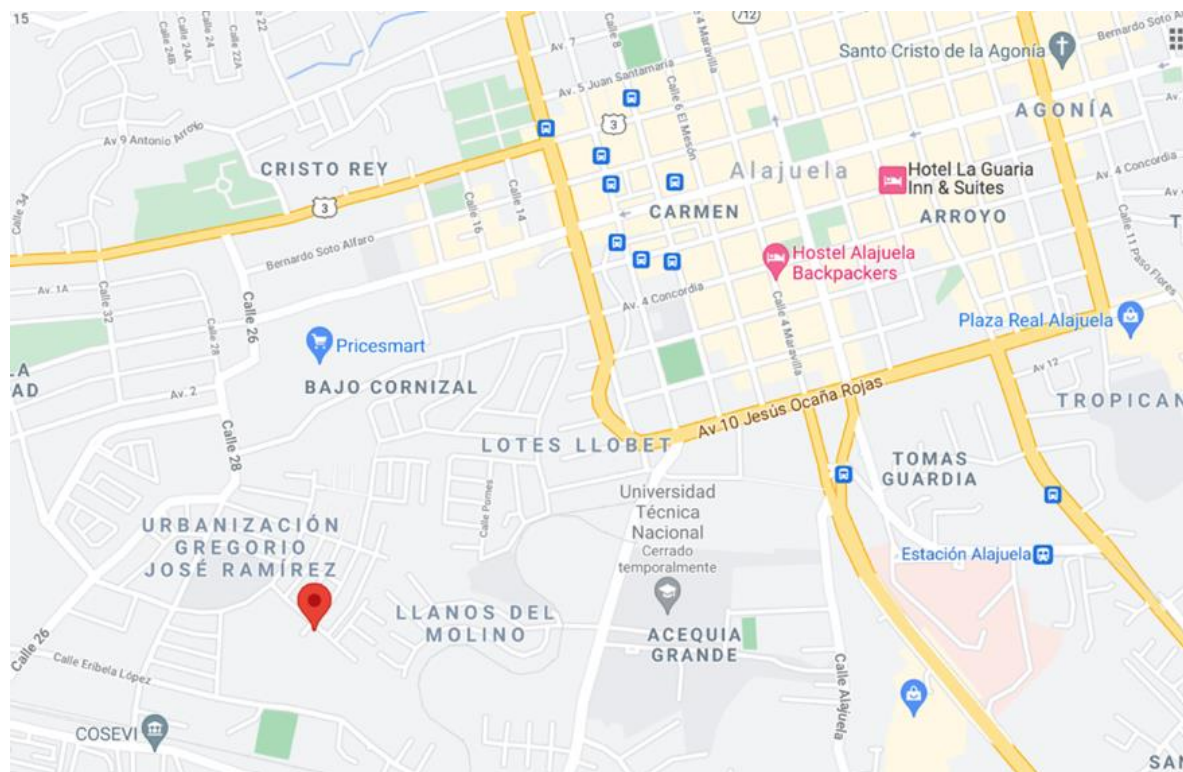 15
Calle 24B
Calle 24A
Calle 24
Calle 22A
Calle 22
Av. 7
Calle 8
712
Calle 4 Maravilla
Santo Cristo de la Agonía
Bernardo Soto
Av. 5 Juan Santamaría
Calle 6 El Mesón
3
AGONÍA
Av.
Av 9 Antonio Arroyo
CRISTO REY
Alajuela
Hotel La Guaria
Inn & Suites
Av. 4 Concordia
Calle 34
3
Calle 16
Calle 14
CARMEN
ARROYO
Calle 11 Paso Flores
T
Bernardo Soto Alfaro
Hostel Alajuela
Backpackers
Av. 1A
Calle 32
Calle 26
Av. 4 Concordia
Calle 4 Maravilla
Plaza Real Alajuela
Calle 28
Pricesmart
LA
AD
Av. 2
BAJO CORNIZAL
Av 12
Av 10 Jesús Ocaña Rojas
TROPICAN
Calle 28
LOTES LLOBET
TOMAS
GUARDIA
Calle Pomes
Universidad
Técnica
Nacional
Cerrado
temporalmente
URBANIZACIÓN
GREGORIO
JOSÉ RAMÍREZ
Estación Alajuela
LLANOS DEL
MOLINO
ACEQUIA
GRANDE
Calle 26
Calle Eribela López
Calle Alajuela
COSEVI
SAN